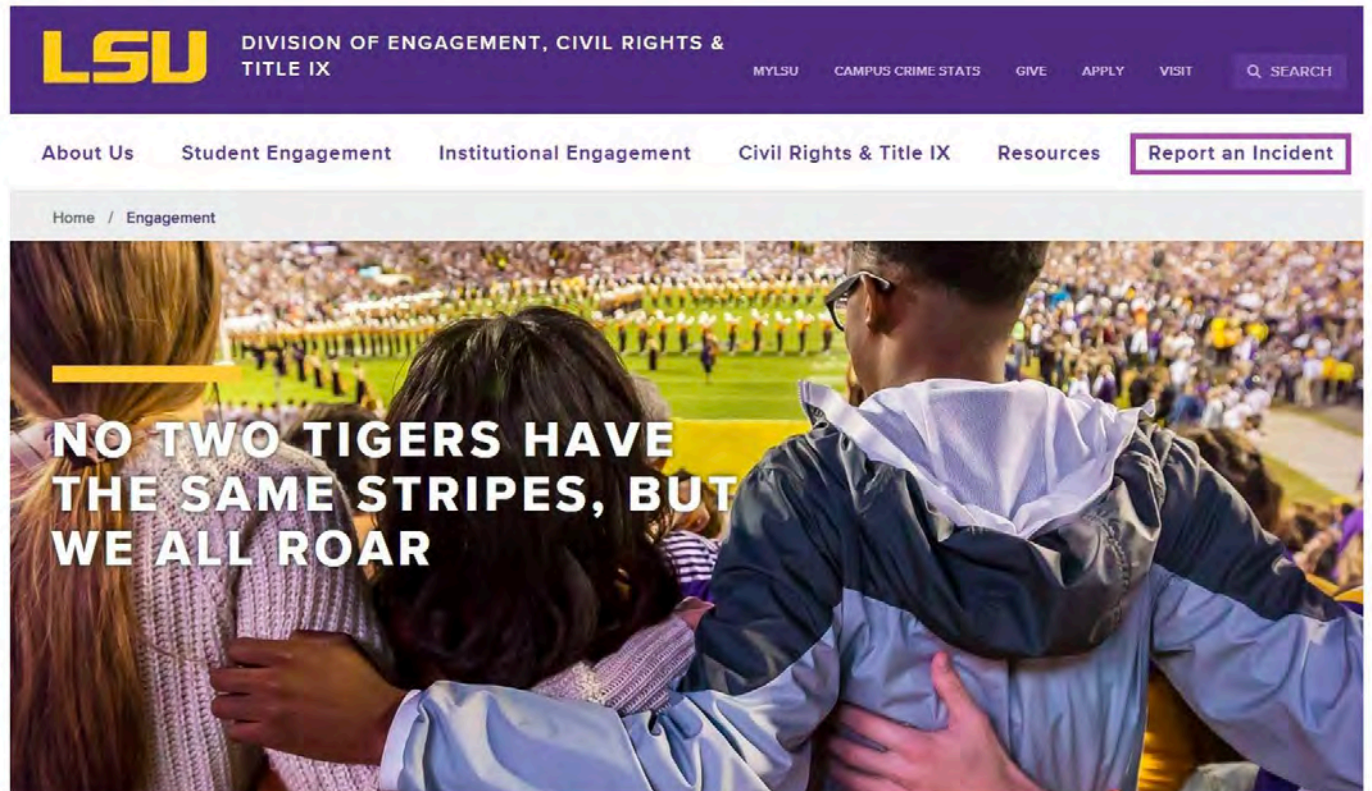 LSU
DIVISION OF ENGAGEMENT, CIVIL RIGHTS &
TITLE IX
MYLSU CAMPUS CRIME STATS GIVE APPLY VISIT SEARCH
About Us Student Engagement Institutional Engagement Civil Rights & Title IX Resources Report an Incident
Home / Engagement
NO TWO TIGERS HAVE
THE SAME STRIPES, BUT
WE ALL ROAR